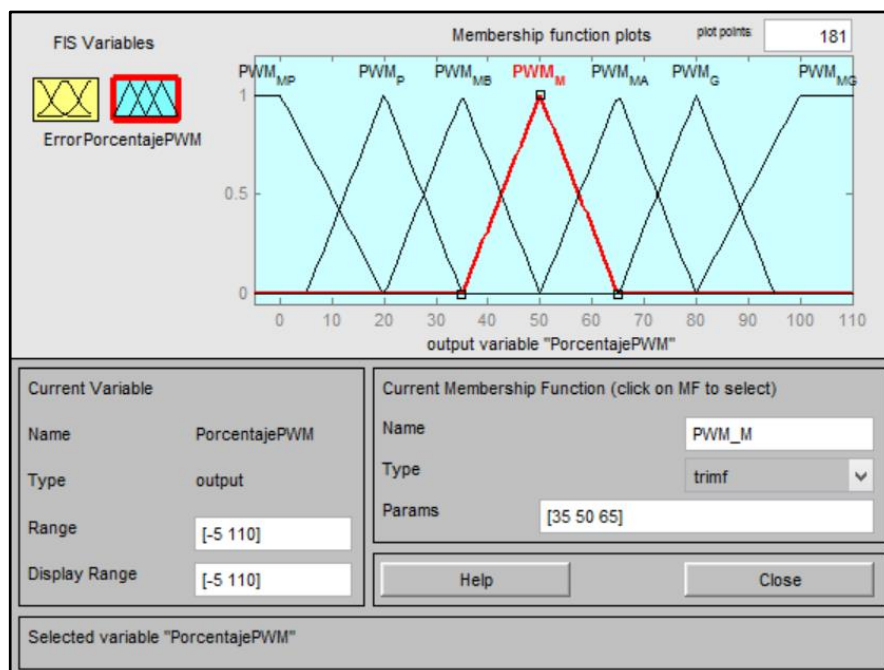 FIS Variables
Membership function plots
plot points:
181
PWM_MP PWM_P PWM_MB PWM_M PWM_MA PWM_G PWM_MG
ErrorPorcentajePWM
1
0.5
0
0 10 20 30 40 50 60 70 80 90 100 110
output variable "PorcentajePWM"
Current Variable
Name PorcentajePWM
Type output
Range [-5 110]
Display Range [-5 110]
Current Membership Function (click on MF to select)
Name PWM_M
Type trimf
Params [35 50 65]
Help Close
Selected variable "PorcentajePWM"